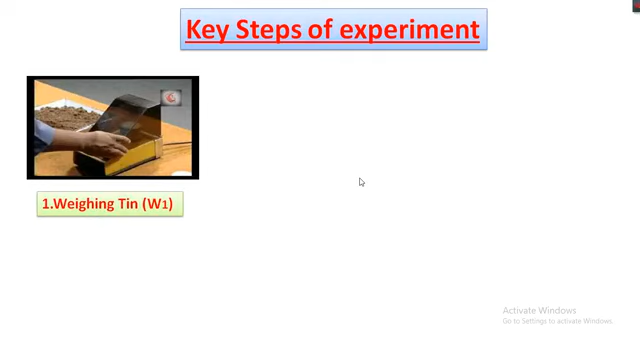 Key Steps of experiment
1.Weighing Tin (W1)
Activate Windows
Go to Settings to activate Windows.